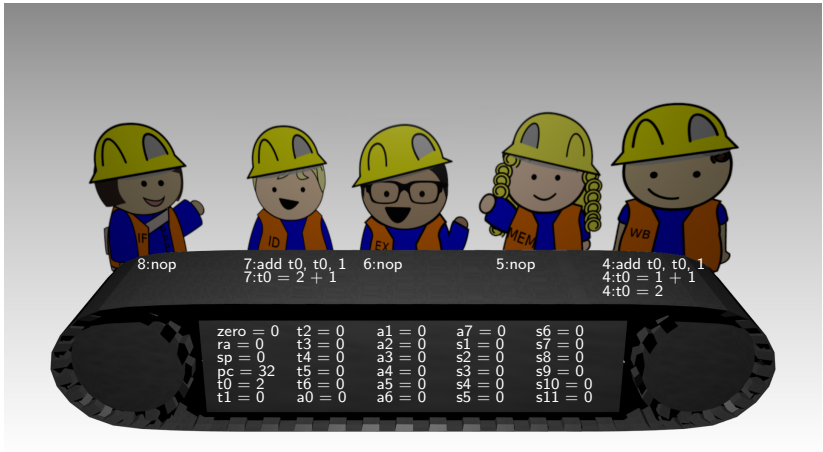 IF
ID
EX
MEM
WB
8:nop
7:add t0, t0, 1
7:t0 = 2 + 1
6:nop
5:nop
4:add t0, t0, 1
4:t0 = 1 + 1
4:t0 = 2
zero = 0 t2 = 0 a1 = 0 a7 = 0 s6 = 0
ra = 0 t3 = 0 a2 = 0 s1 = 0 s7 = 0
sp = 0 t4 = 0 a3 = 0 s2 = 0 s8 = 0
pc = 32 t5 = 0 a4 = 0 s3 = 0 s9 = 0
t0 = 2 t6 = 0 a5 = 0 s4 = 0 s10 = 0
t1 = 0 a0 = 0 a6 = 0 s5 = 0 s11 = 0